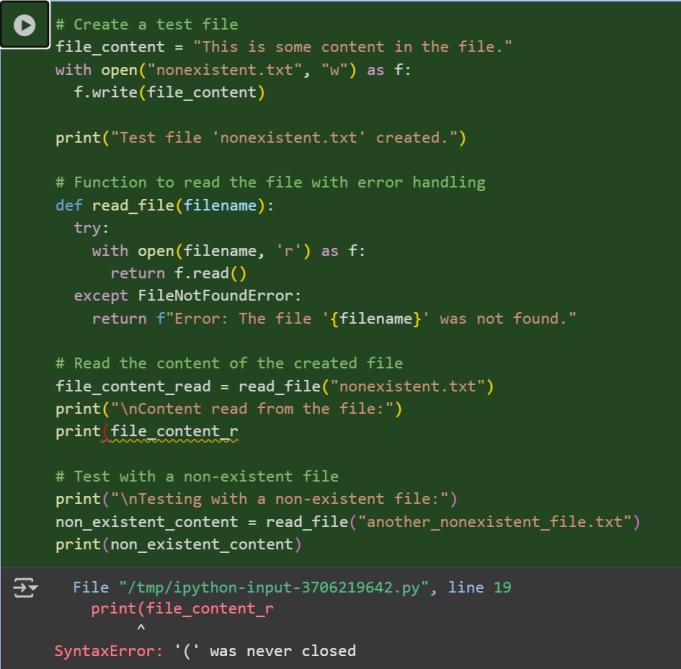 # Create a test file
file_content = "This is some content in the file."
with open("nonexistent.txt", "w") as f:
  f.write(file_content)

print("Test file 'nonexistent.txt' created.")

# Function to read the file with error handling
def read_file(filename):
  try:
    with open(filename, 'r') as f:
      return f.read()
  except FileNotFoundError:
    return f"Error: The file '{filename}' was not found."

# Read the content of the created file
file_content_read = read_file("nonexistent.txt")
print("\nContent read from the file:")
print(file_content_r

# Test with a non-existent file
print("\nTesting with a non-existent file:")
non_existent_content = read_file("another_nonexistent_file.txt")
print(non_existent_content)

  File "/tmp/ipython-input-3706219642.py", line 19
    print(file_content_r
         ^
SyntaxError: '(' was never closed